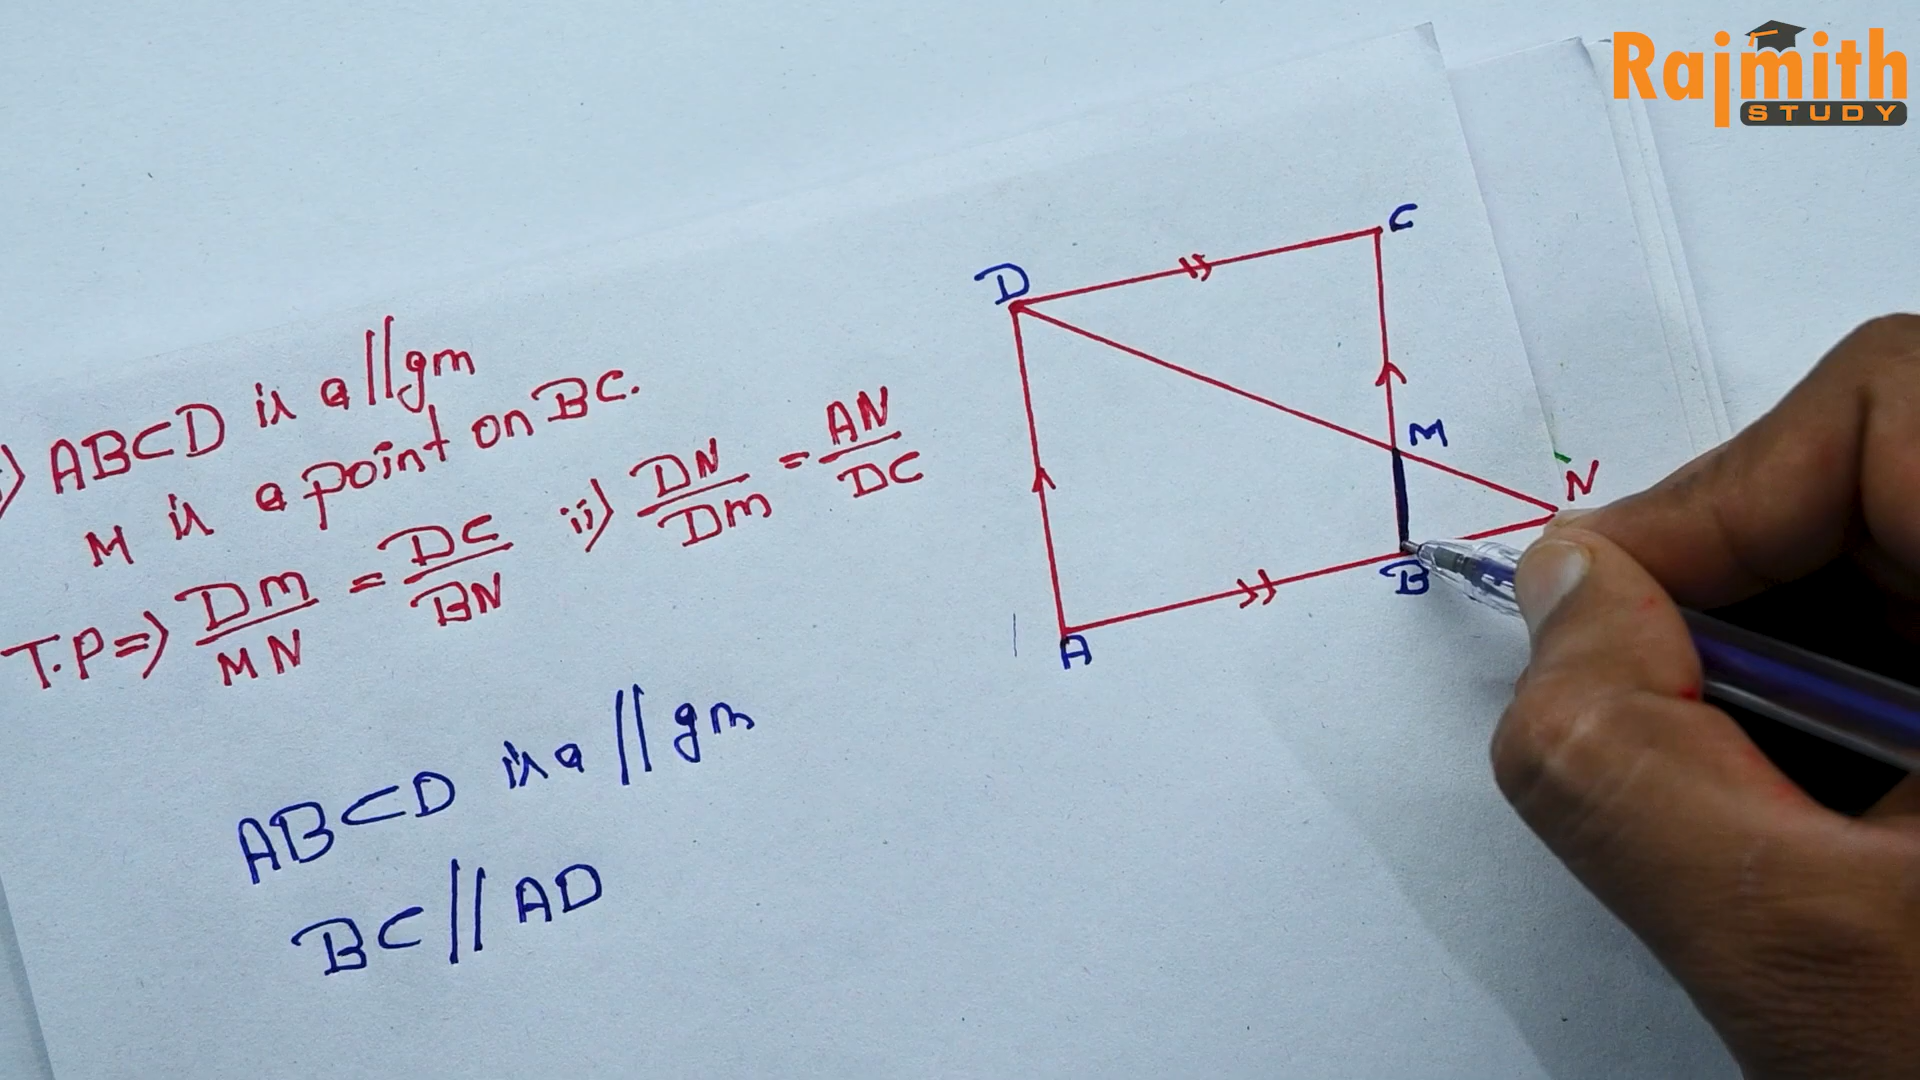 Rajmith
STUDY
) ABCD is a ||gm
M is a point on BC.
T.P => Dm/MN = DC/BN ii) DN/Dm = AN/DC
ABCD is a || gm
BC || AD
D
C
M
N
B
A